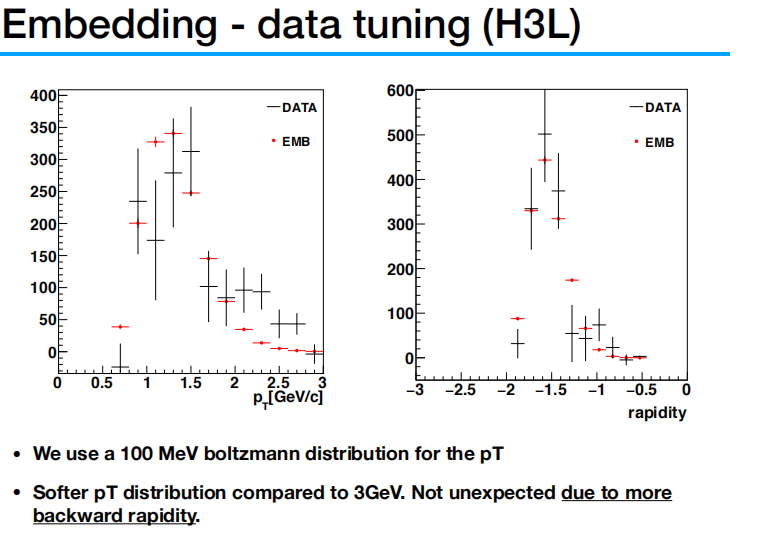 Embedding - data tuning (H3L)
400
350
300
250
200
150
100
50
0
0 0.5 1 1.5 2 2.5 3
pT[GeV/c]
DATA
EMB
600
500
400
300
200
100
0
−3 −2.5 −2 −1.5 −1 −0.5 0
rapidity
DATA
EMB
• We use a 100 MeV boltzmann distribution for the pT
• Softer pT distribution compared to 3GeV. Not unexpected due to more
backward rapidity.